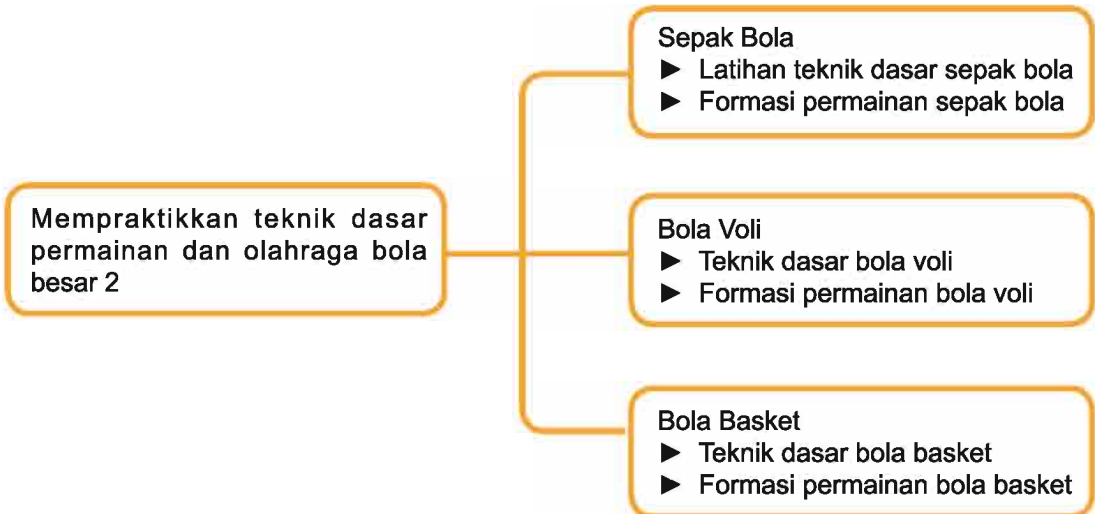 Mempraktikkan teknik dasar
permainan dan olahraga bola
besar 2
Sepak Bola
► Latihan teknik dasar sepak bola
► Formasi permainan sepak bola
Bola Voli
► Teknik dasar bola voli
► Formasi permainan bola voli
Bola Basket
► Teknik dasar bola basket
► Formasi permainan bola basket